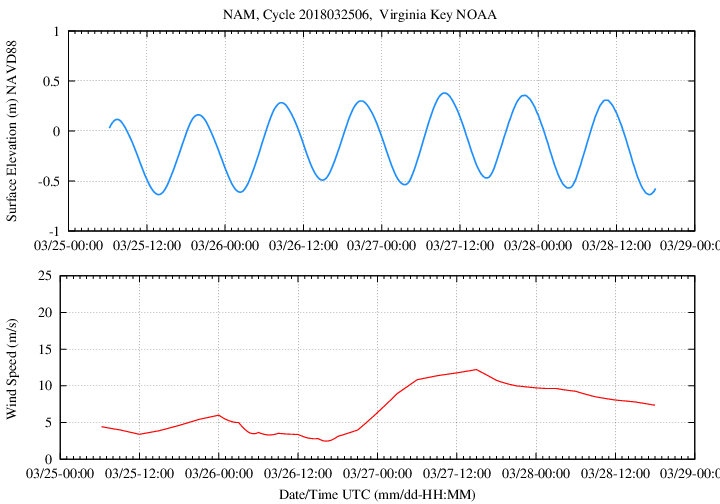 NAM, Cycle 2018032506, Virginia Key NOAA
Surface Elevation (m) NAVD88
1
0.5
0
-0.5
-1
03/25-00:00 03/25-12:00 03/26-00:00 03/26-12:00 03/27-00:00 03/27-12:00 03/28-00:00 03/28-12:00 03/29-0
Wind Speed (m/s)
25
20
15
10
5
0
03/25-00:00 03/25-12:00 03/26-00:00 03/26-12:00 03/27-00:00 03/27-12:00 03/28-00:00 03/28-12:00 03/29-0
Date/Time UTC (mm/dd-HH:MM)